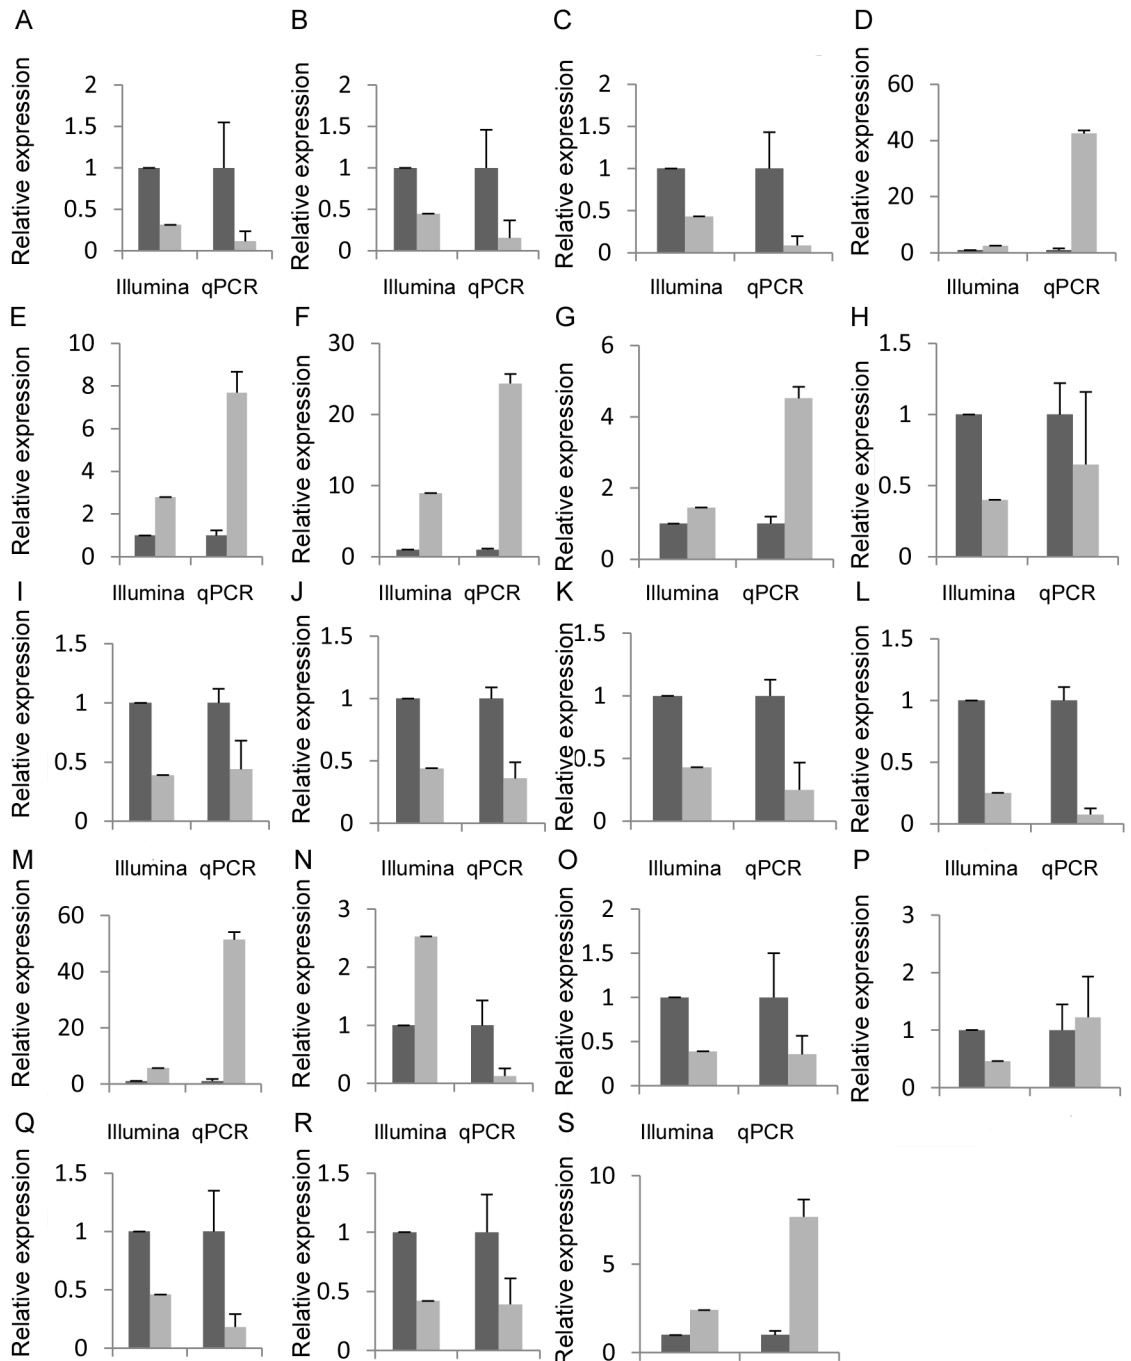 A B C D
Relative expression 2 1.5 1 0.5 0 Illumina qPCR
Relative expression 2 1.5 1 0.5 0 Illumina qPCR
Relative expression 2 1.5 1 0.5 0 Illumina qPCR
Relative expression 60 40 20 0 Illumina qPCR
E F G H
Relative expression 10 8 6 4 2 0 Illumina qPCR
Relative expression 30 20 10 0 Illumina qPCR
Relative expression 6 4 2 0 Illumina qPCR
Relative expression 1.5 1 0.5 0 Illumina qPCR
I J K L
Relative expression 1.5 1 0.5 0 Illumina qPCR
Relative expression 1.5 1 0.5 0 Illumina qPCR
Relative expression 1.5 1 0.5 0 Illumina qPCR
Relative expression 1.5 1 0.5 0 Illumina qPCR
M N O P
Relative expression 60 40 20 0 Illumina qPCR
Relative expression 3 2 1 0 Illumina qPCR
Relative expression 2 1.5 1 0.5 0 Illumina qPCR
Relative expression 3 2 1 0
Q R S
Relative expression 1.5 1 0.5 0
Relative expression 1.5 1 0.5 0
Relative expression 10 5 0